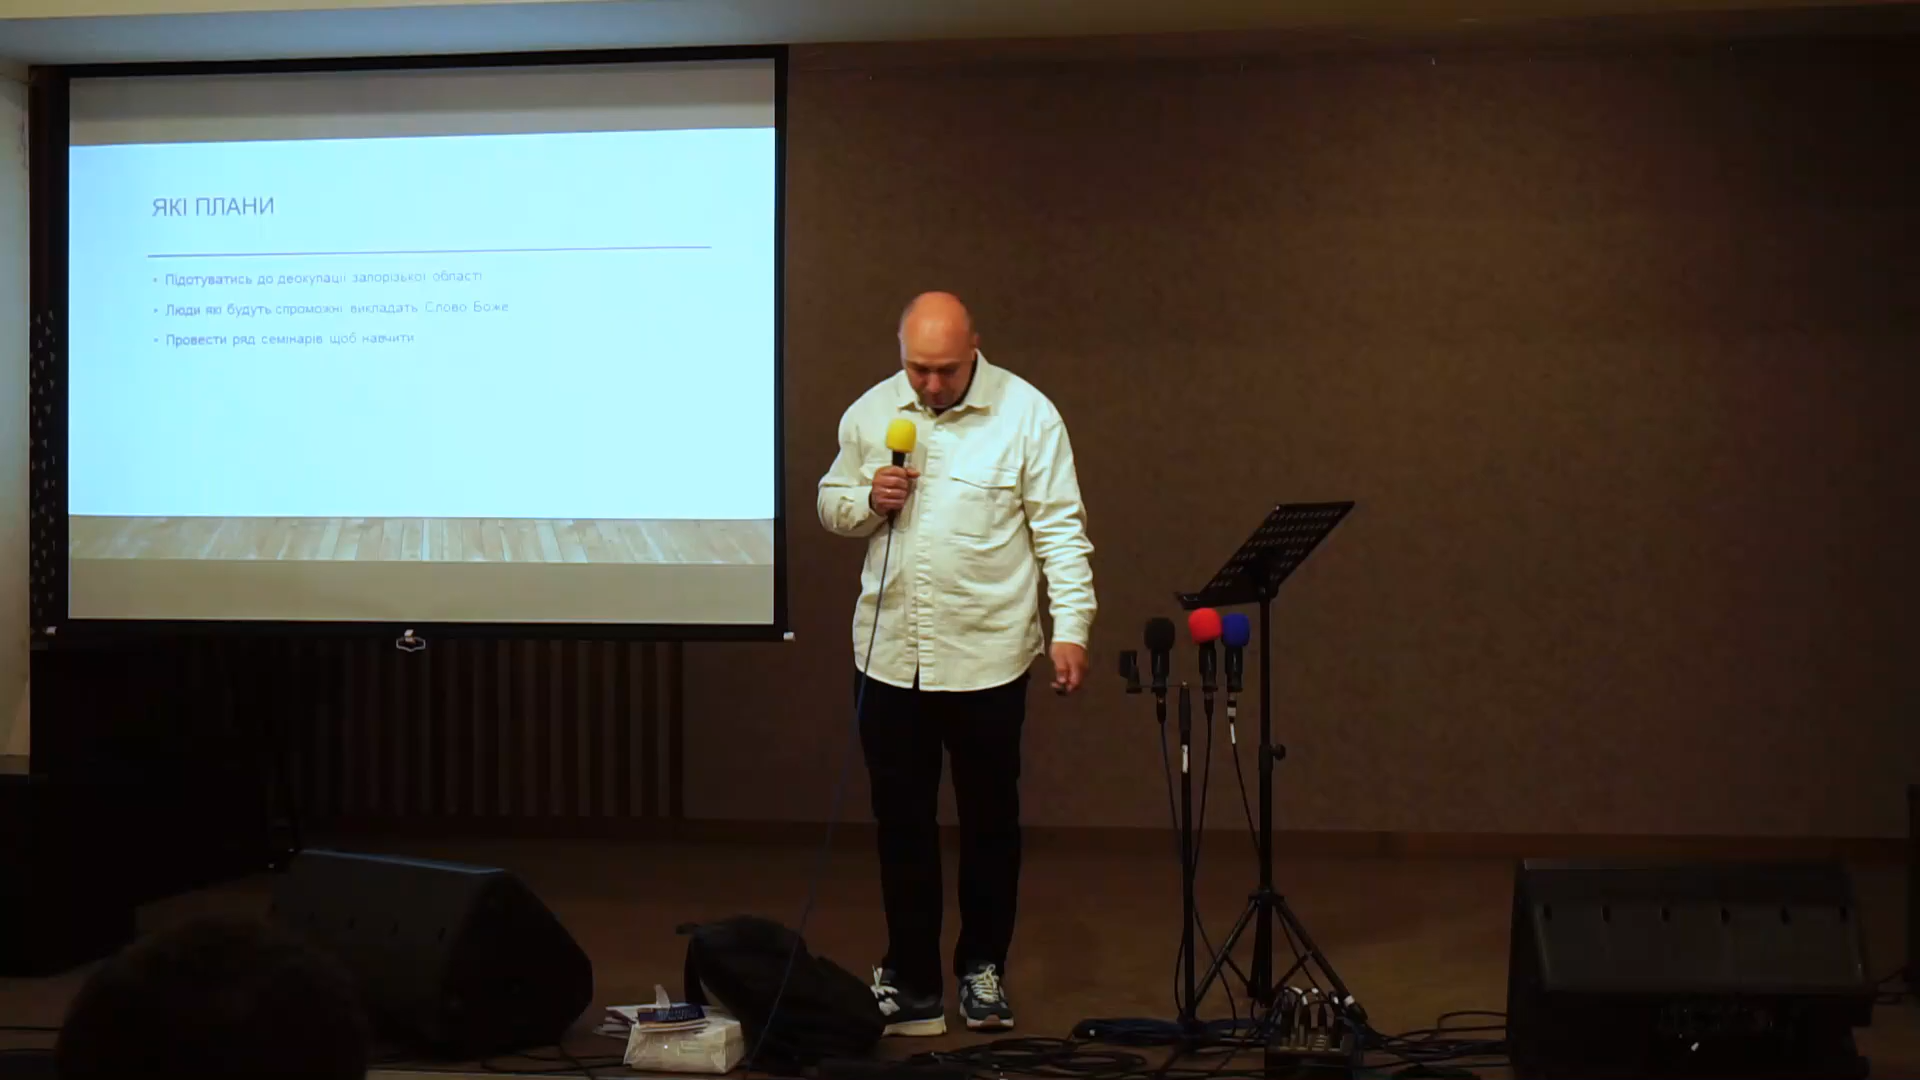 ЯКІ ПЛАНИ
• Підготуватись до деокупації запорізької області
• Люди які будуть спроможні викладать Слово Боже
• Провести ряд семінарів щоб навчити